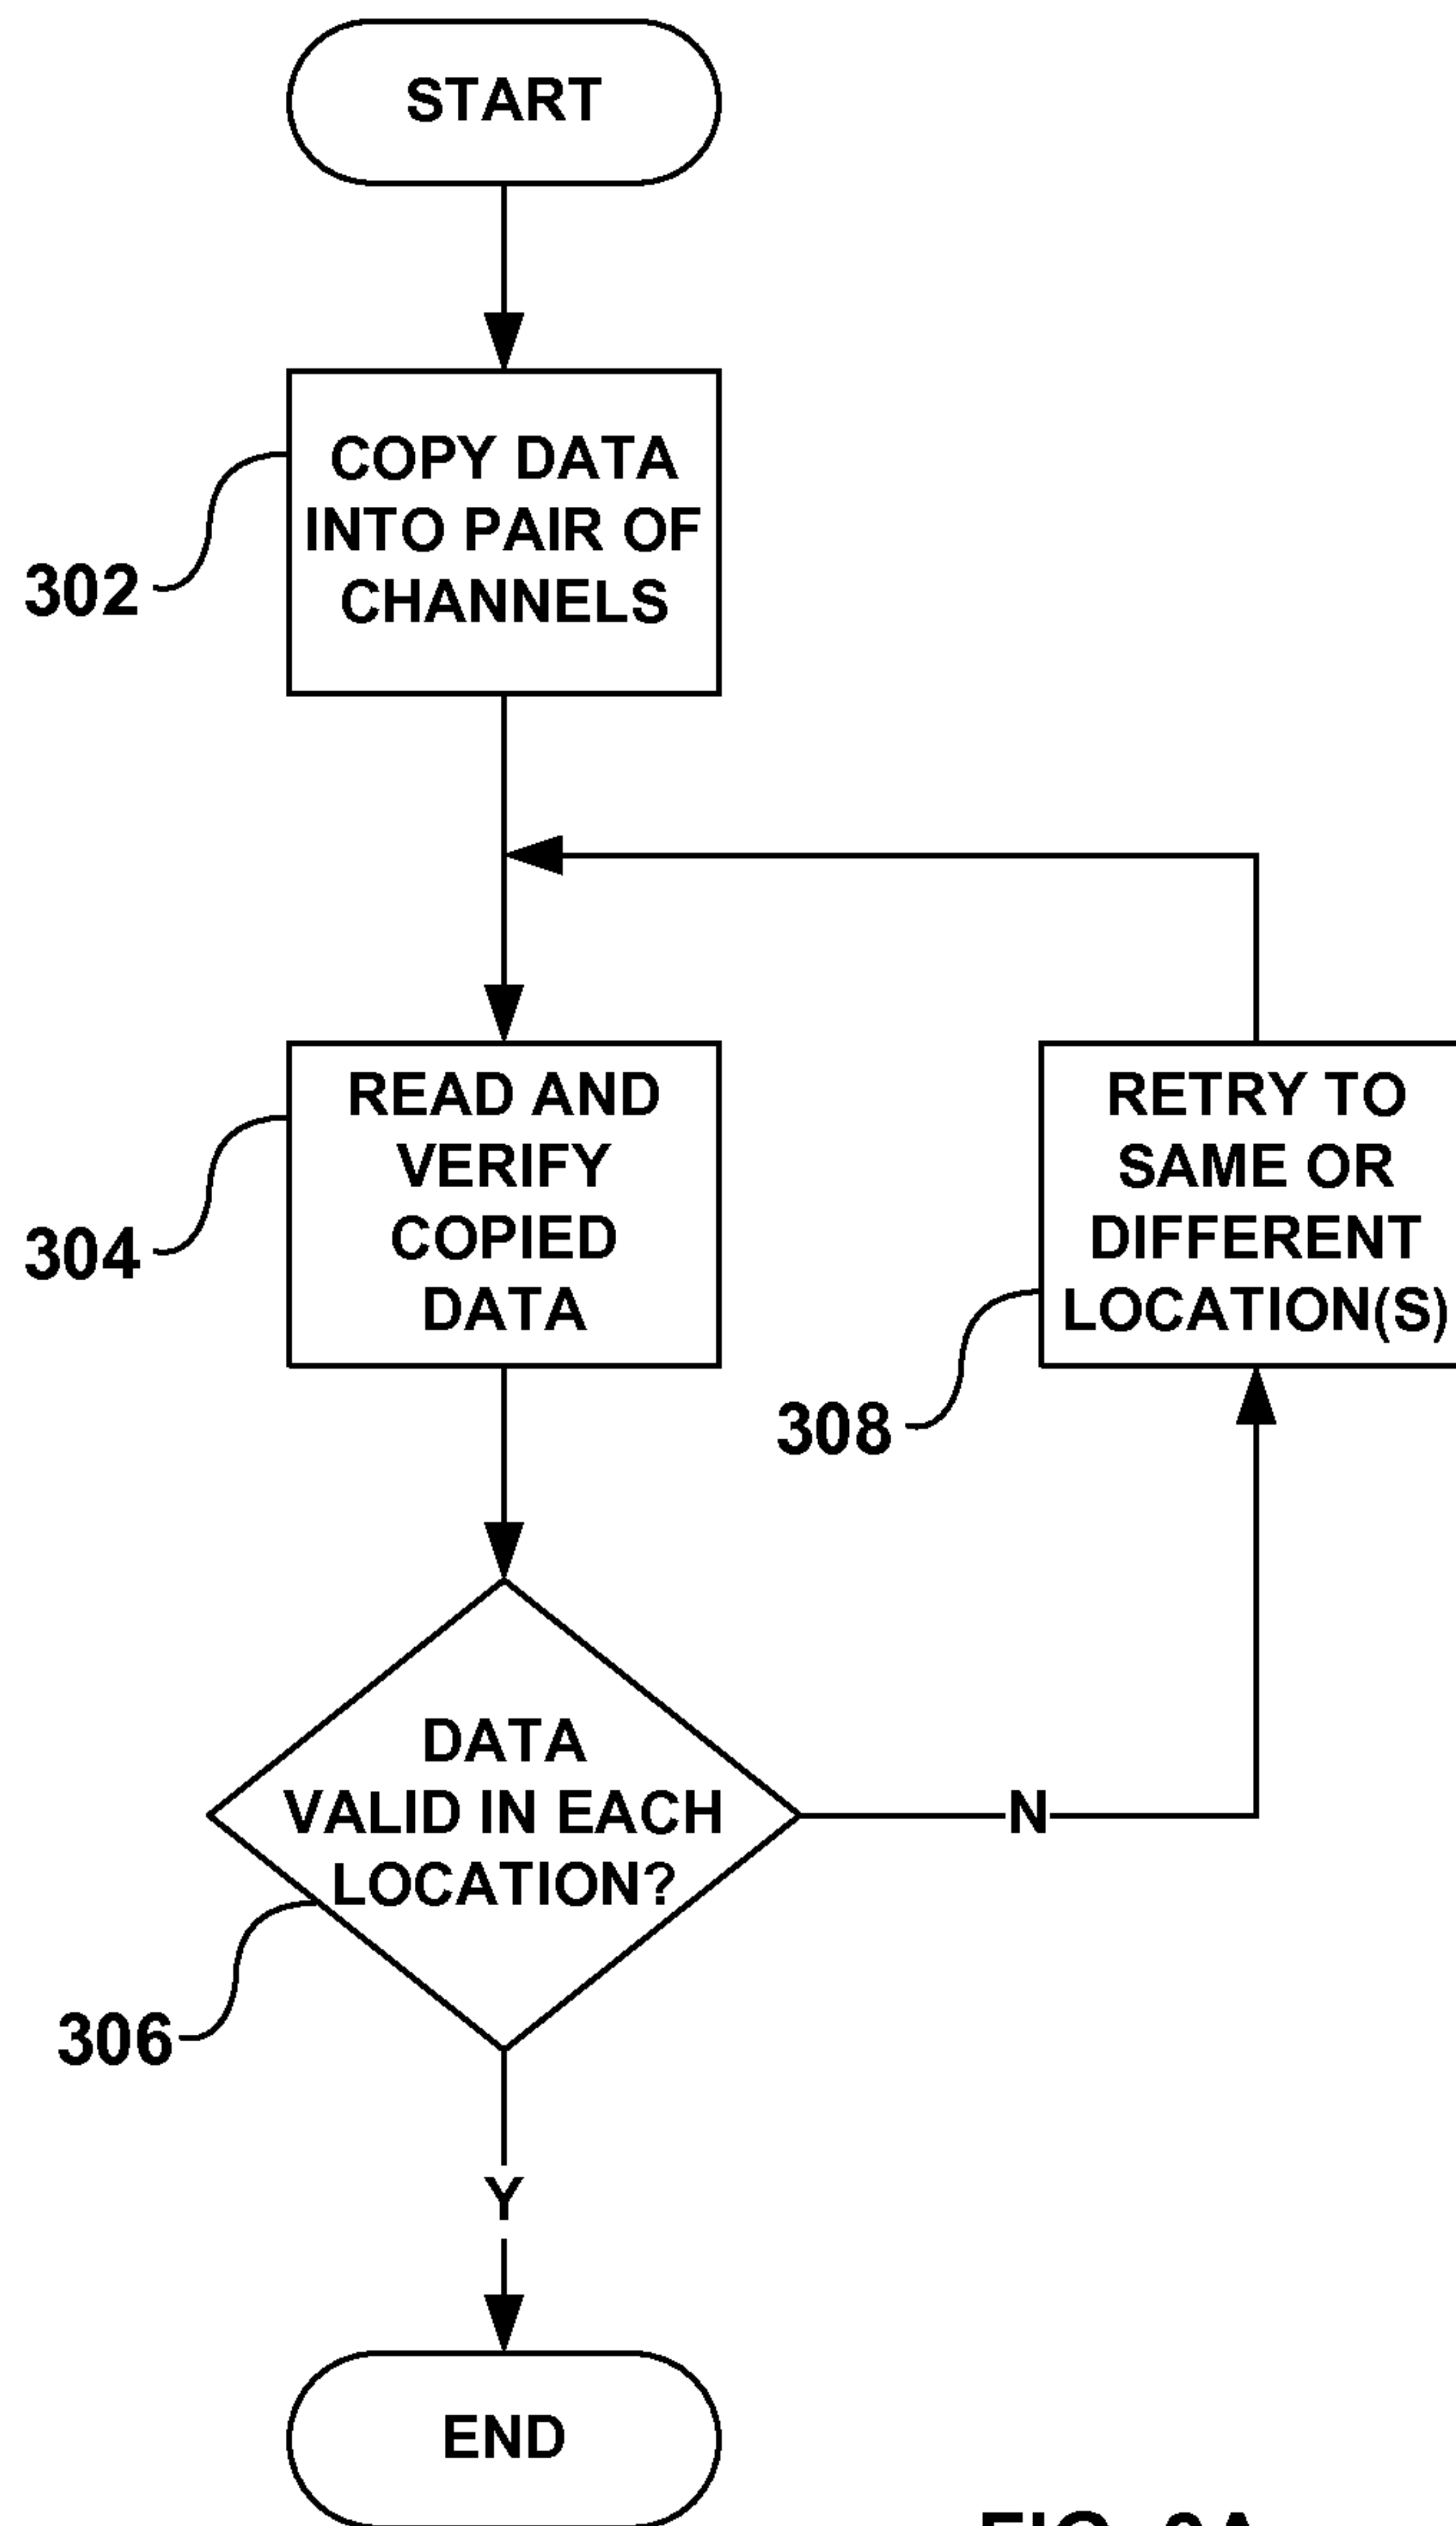 START
COPY DATA
INTO PAIR OF
CHANNELS
302
READ AND
VERIFY
COPIED
DATA
304
RETRY TO
SAME OR
DIFFERENT
LOCATION(S)
308
DATA
VALID IN EACH
LOCATION?
306
N
Y
END